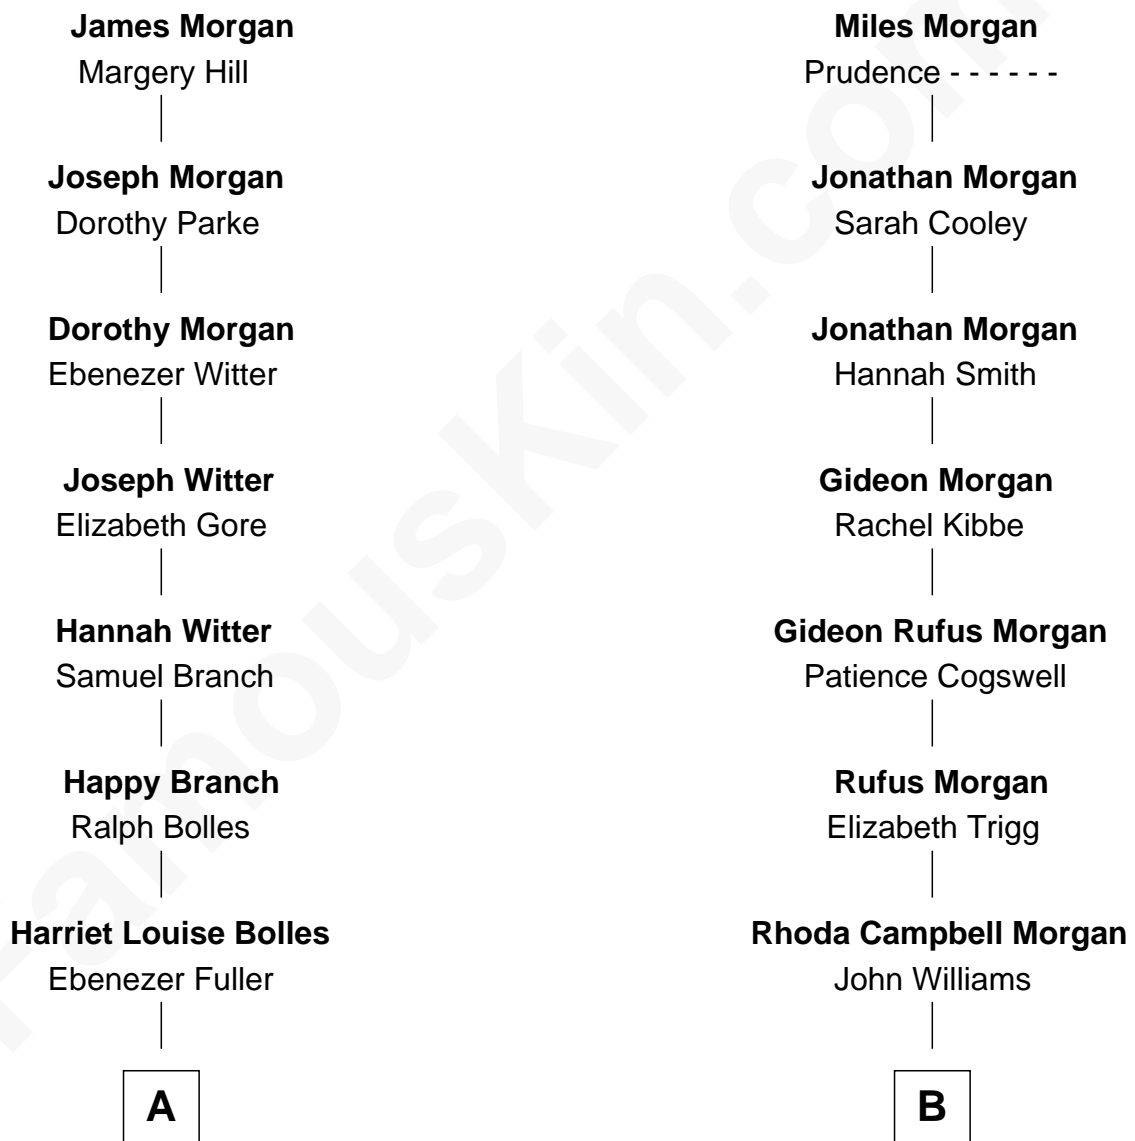 James Morgan
Margery Hill
Joseph Morgan
Dorothy Parke
Dorothy Morgan
Ebenezer Witter
Joseph Witter
Elizabeth Gore
Hannah Witter
Samuel Branch
Happy Branch
Ralph Bolles
Harriet Louise Bolles
Ebenezer Fuller
A
Miles Morgan
Prudence - - - - - -
Jonathan Morgan
Sarah Cooley
Jonathan Morgan
Hannah Smith
Gideon Morgan
Rachel Kibbe
Gideon Rufus Morgan
Patience Cogswell
Rufus Morgan
Elizabeth Trigg
Rhoda Campbell Morgan
John Williams
B
FamousKin.com